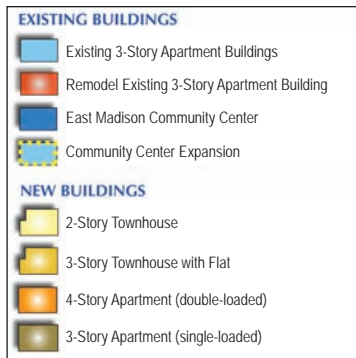 EXISTING BUILDINGS
Existing 3-Story Apartment Buildings
Remodel Existing 3-Story Apartment Building
East Madison Community Center
Community Center Expansion
NEW BUILDINGS
2-Story Townhouse
3-Story Townhouse with Flat
4-Story Apartment (double-loaded)
3-Story Apartment (single-loaded)